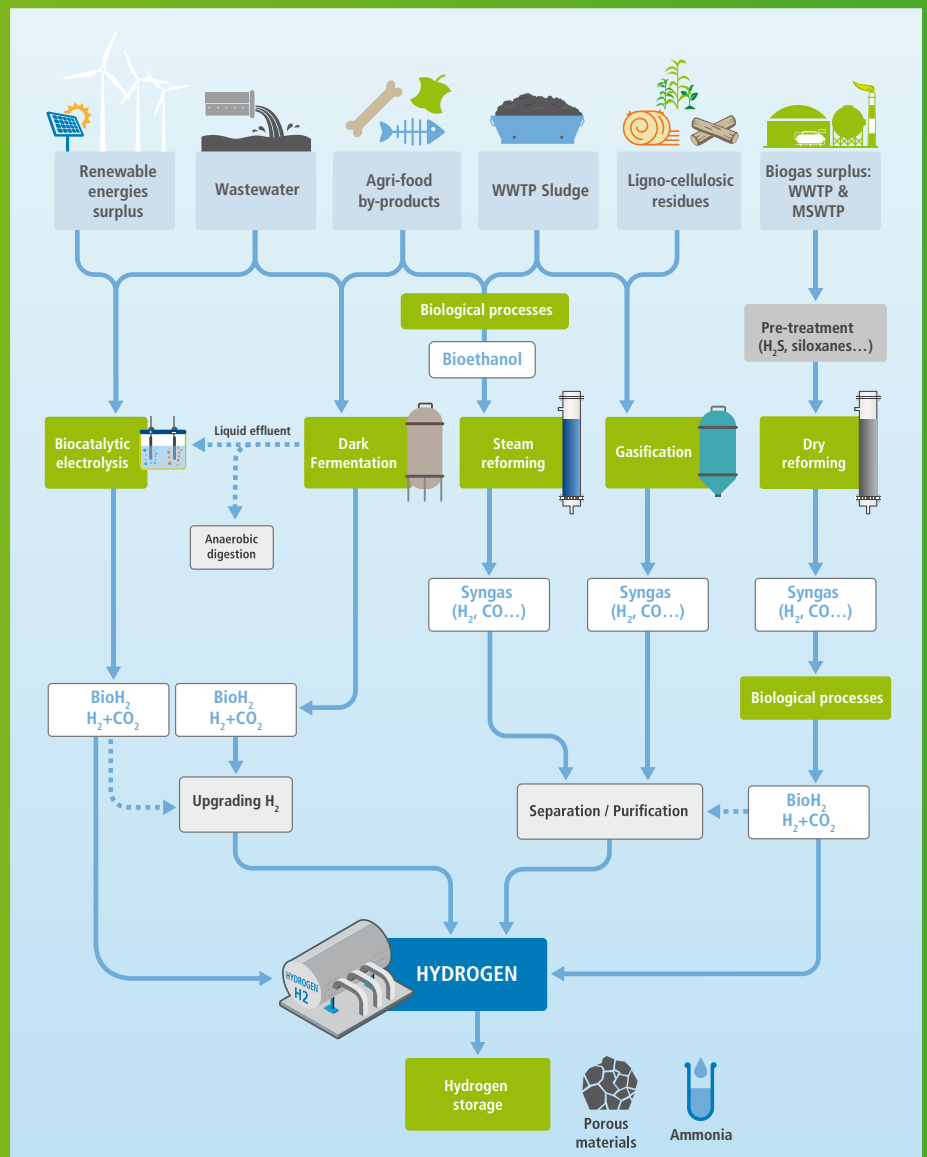 Renewable
energies
surplus
Wastewater
Agri-food
by-products
WWTP Sludge
Ligno-cellulosic
residues
Biogas surplus:
WWTP &
MSWTP
Biological processes
Bioethanol
Pre-treatment
(H₂S, siloxanes…)
Biocatalytic
electrolysis
Liquid effluent
Dark
Fermentation
Steam
reforming
Gasification
Dry
reforming
Anaerobic
digestion
Syngas
(H₂, CO…)
Syngas
(H₂, CO…)
Syngas
(H₂, CO…)
BioH₂
H₂+CO₂
BioH₂
H₂+CO₂
Biological processes
Upgrading H₂
Separation / Purification
BioH₂
H₂+CO₂
HYDROGEN
H2
HYDROGEN
Hydrogen
storage
Porous
materials
Ammonia